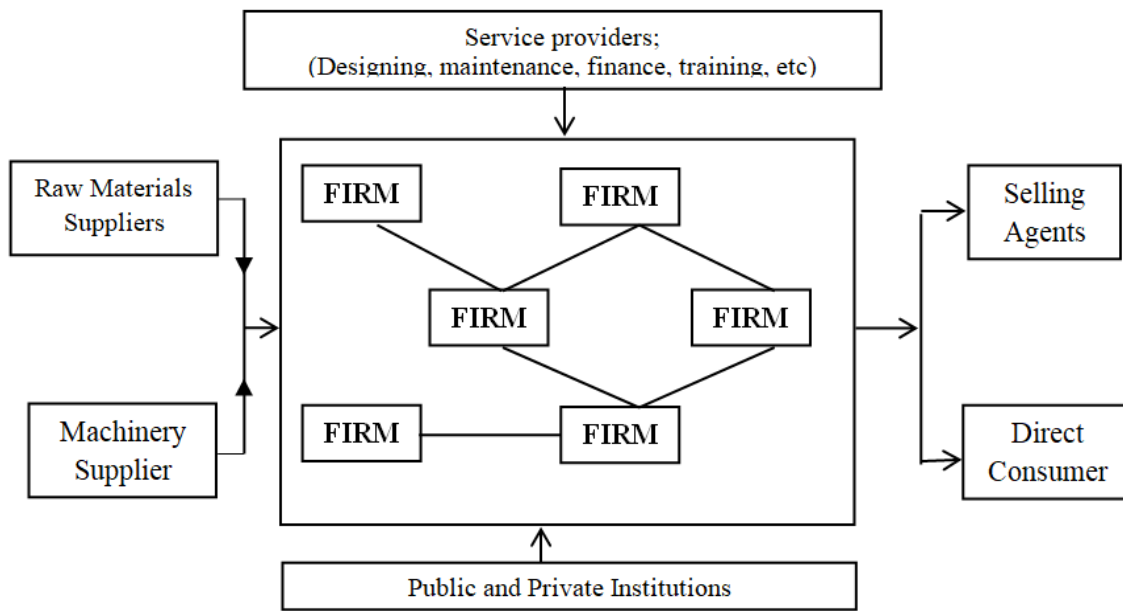 Service providers;
(Designing, maintenance, finance, training, etc)
Raw Materials
Suppliers
FIRM
FIRM
Selling
Agents
FIRM
FIRM
Machinery
Supplier
FIRM
FIRM
Direct
Consumer
Public and Private Institutions